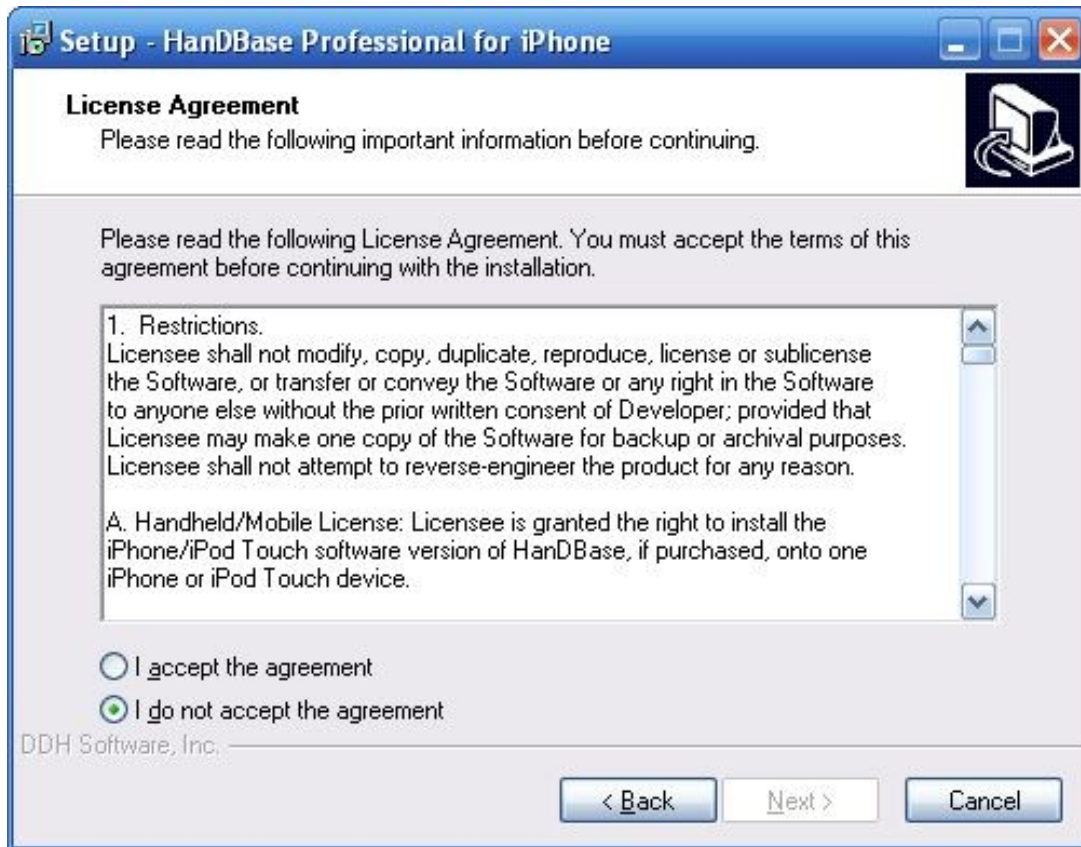 Setup - HanDBase Professional for iPhone
License Agreement
Please read the following important information before continuing.
Please read the following License Agreement. You must accept the terms of this
agreement before continuing with the installation.
1. Restrictions.
Licensee shall not modify, copy, duplicate, reproduce, license or sublicense
the Software, or transfer or convey the Software or any right in the Software
to anyone else without the prior written consent of Developer; provided that
Licensee may make one copy of the Software for backup or archival purposes.
Licensee shall not attempt to reverse-engineer the product for any reason.
A. Handheld/Mobile License: Licensee is granted the right to install the
iPhone/iPod Touch software version of HanDBase, if purchased, onto one
iPhone or iPod Touch device.
I accept the agreement
I do not accept the agreement
DDH Software, Inc.
< Back Next > Cancel